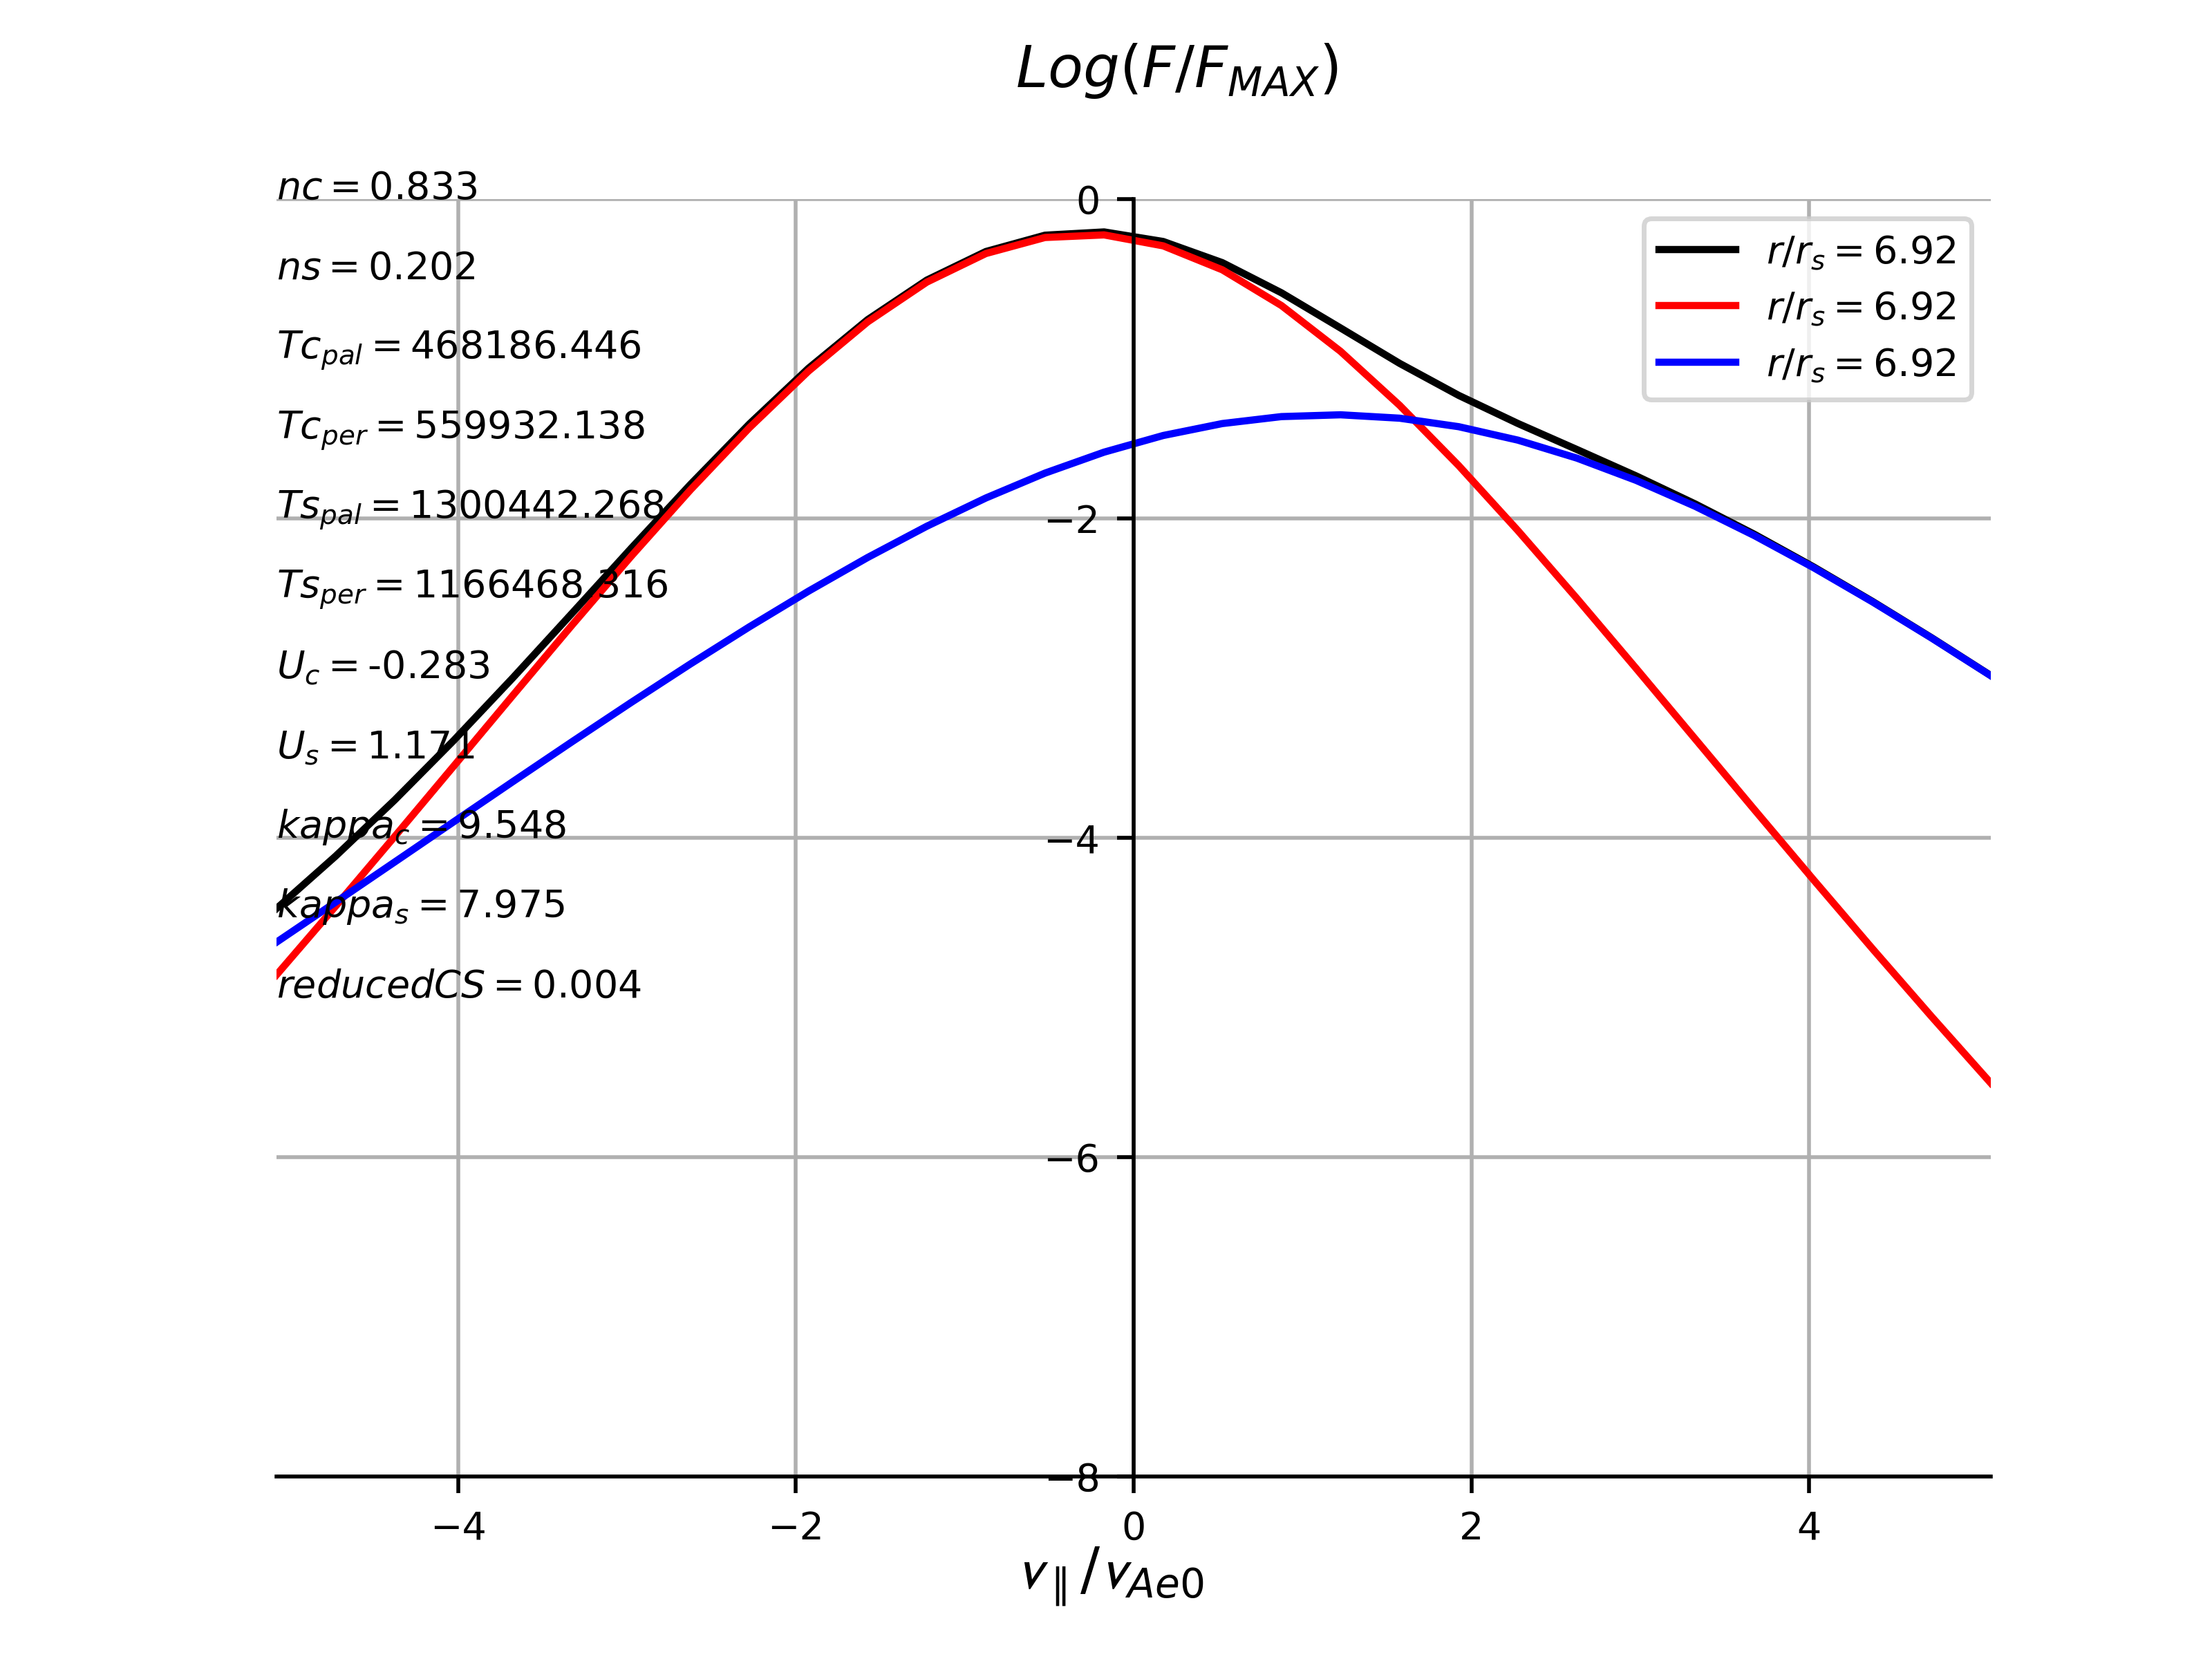 Log(F/F_MAX)
nc = 0.833
ns = 0.202
Tc_pal = 468186.446
Tc_per = 559932.138
Ts_pal = 1300442.268
Ts_per = 1166468.316
U_c = -0.283
U_s = 1.171
kappa_c = 9.548
kappa_s = 7.975
reducedCS = 0.004
r/r_s = 6.92
r/r_s = 6.92
r/r_s = 6.92
0
−2
−4
−6
−8
−4 −2 0 2 4
v_∥/v_Ae0